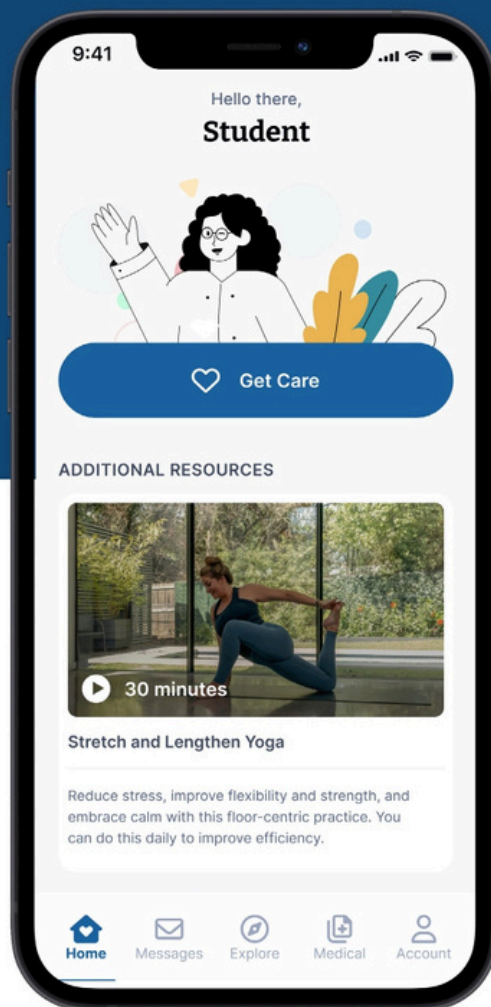 9:41
Hello there,
Student
Get Care
ADDITIONAL RESOURCES
30 minutes
Stretch and Lengthen Yoga
Reduce stress, improve flexibility and strength, and
embrace calm with this floor-centric practice. You
can do this daily to improve efficiency.
Home Messages Explore Medical Account